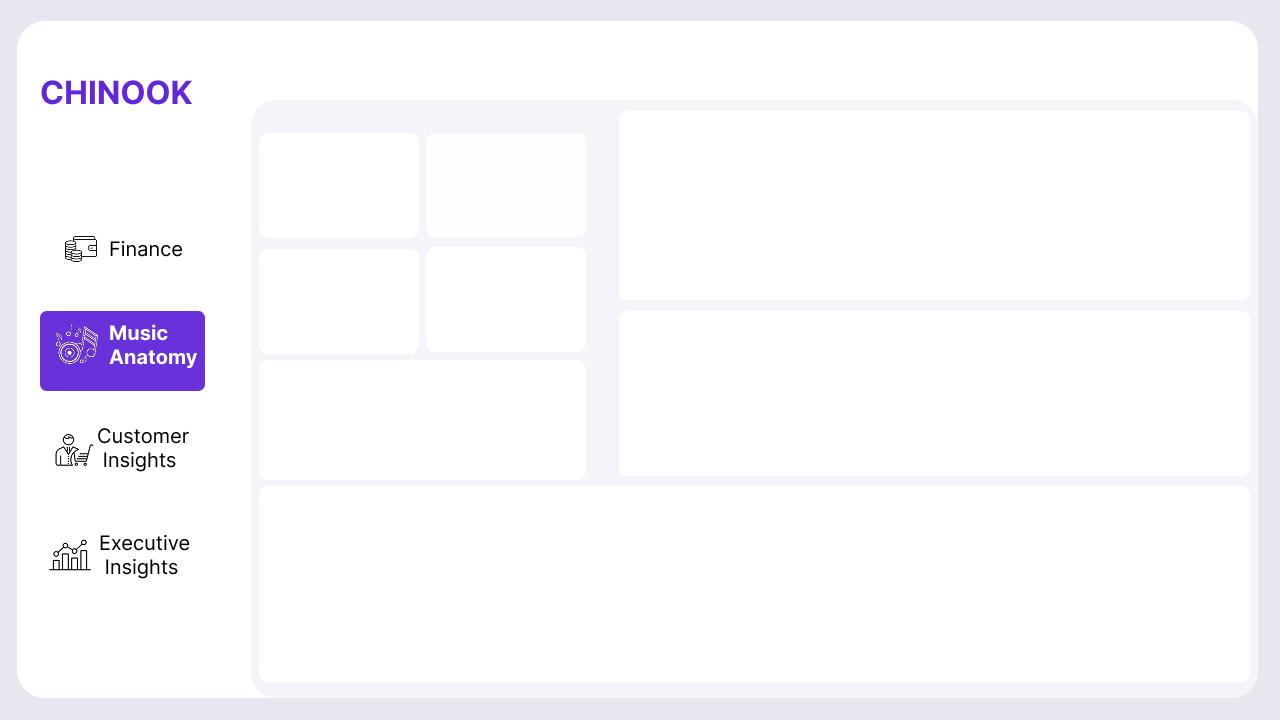 CHINOOK
Finance
Music
Anatomy
Customer
Insights
Executive
Insights